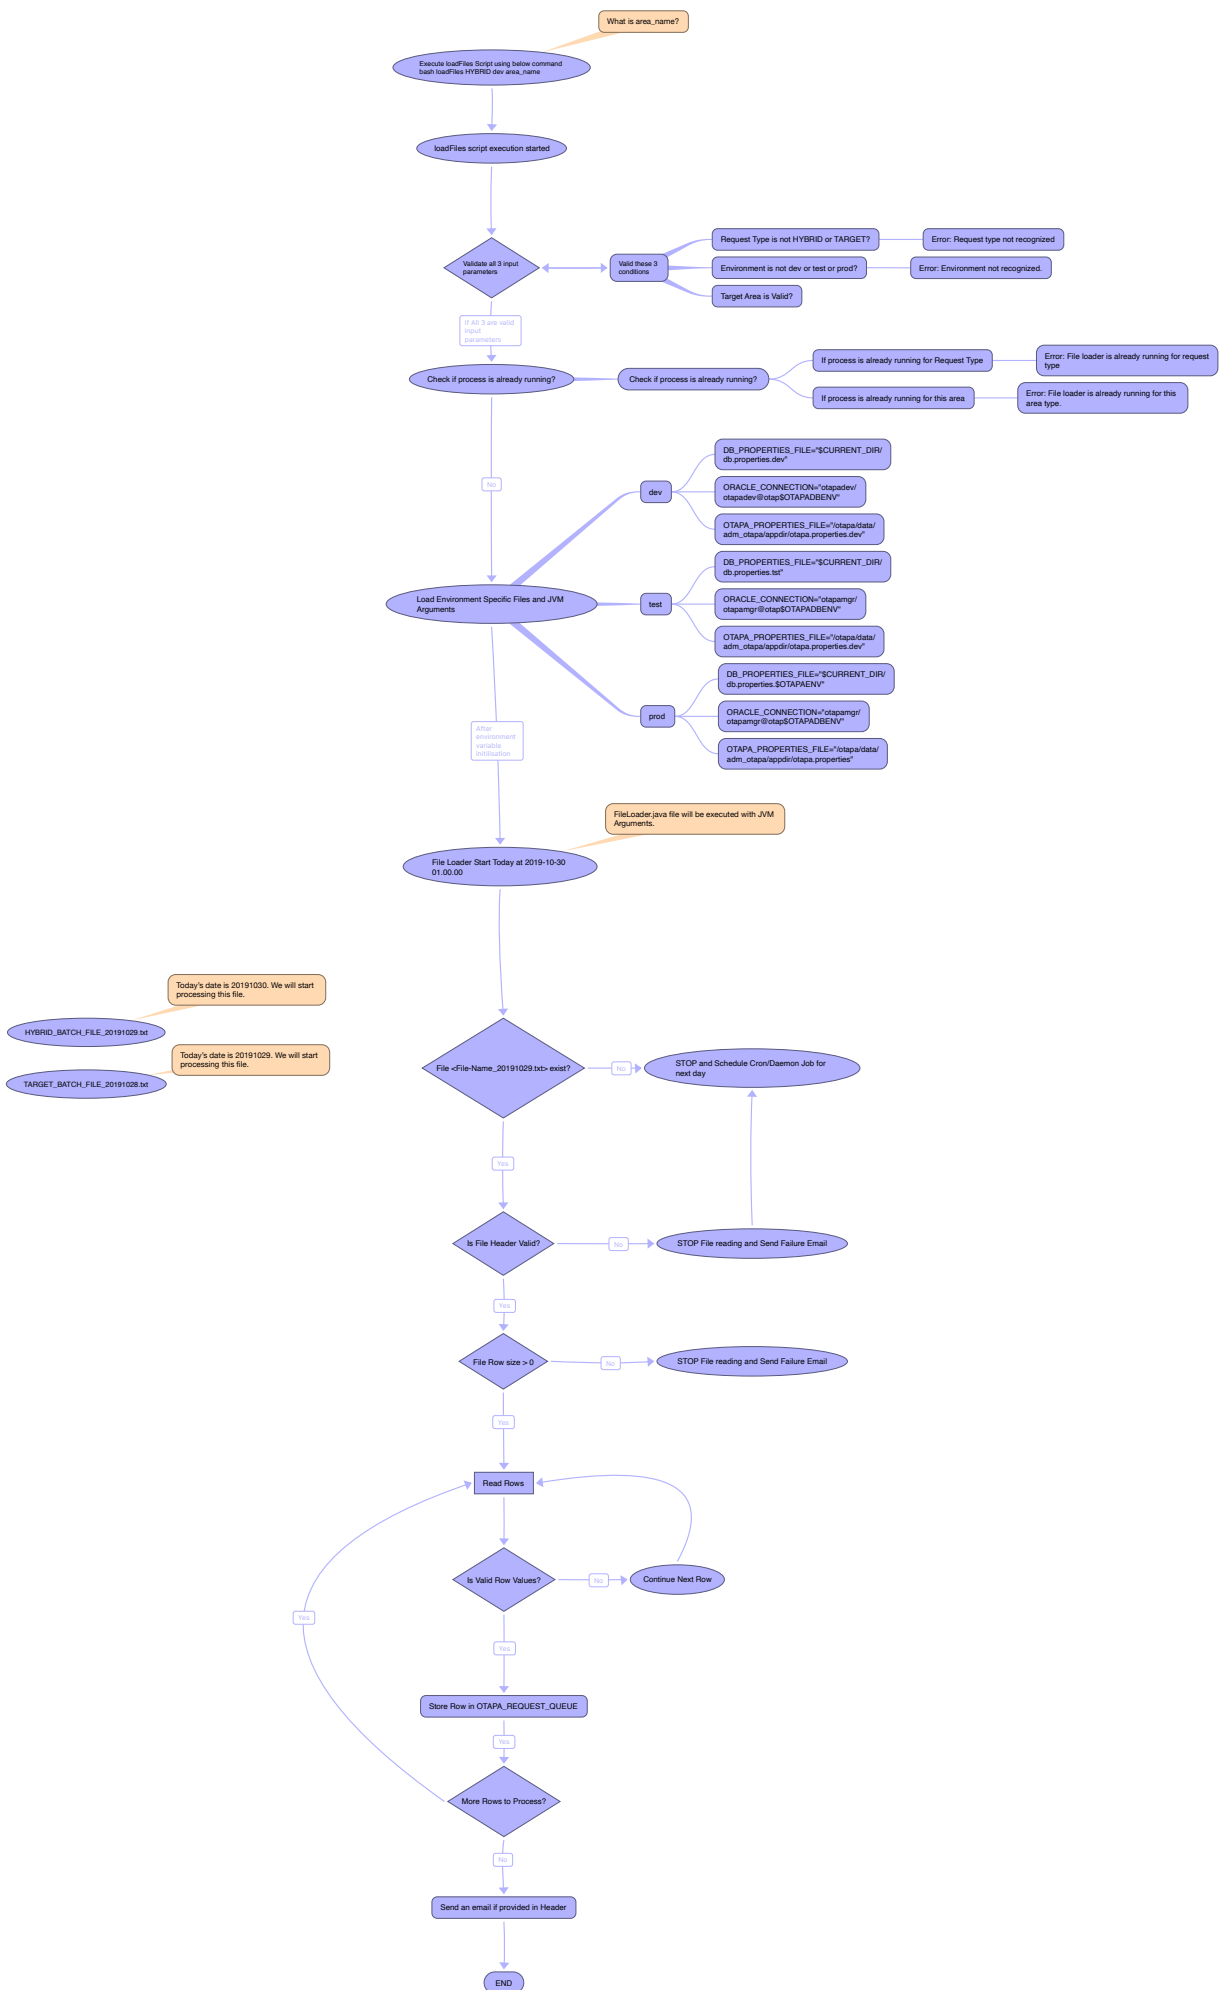 What is area_name?
Execute loadFiles Script using below command
bash loadFiles HYBRID dev area_name
loadFiles script execution started
Validate all 3 input
parameters
Valid these 3
conditions
Request Type is not HYBRID or TARGET?
Error: Request type not recognized
Environment is not dev or test or prod?
Error: Environment not recognized.
Target Area is Valid?
if All 3 are valid
input
parameters
Check if process is already running?
Check if process is already running?
If process is already running for Request Type
Error: File loader is already running for request
type
If process is already running for this area
Error: File loader is already running for this
area type.
No
dev
DB_PROPERTIES_FILE="$CURRENT_DIR/
db.properties.dev"
ORACLE_CONNECTION="otapadev/
otapadev@otap$OTAPADBENV"
OTAPA_PROPERTIES_FILE="/otapa/data/
adm_otapa/appdir/otapa.properties.dev"
Load Environment Specific Files and JVM
Arguments
test
DB_PROPERTIES_FILE="$CURRENT_DIR/
db.properties.tst"
ORACLE_CONNECTION="otapamgr/
otapamgr@otap$OTAPADBENV"
OTAPA_PROPERTIES_FILE="/otapa/data/
adm_otapa/appdir/otapa.properties.dev"
prod
DB_PROPERTIES_FILE="$CURRENT_DIR/
db.properties.$OTAPAENV"
ORACLE_CONNECTION="otapamgr/
otapamgr@otap$OTAPADBENV"
OTAPA_PROPERTIES_FILE="/otapa/data/
adm_otapa/appdir/otapa.properties"
After
environment
variable
initilisation
FileLoader.java file will be executed with JVM
Arguments.
File Loader Start Today at 2019-10-30
01.00.00
Today's date is 20191030. We will start
processing this file.
HYBRID_BATCH_FILE_20191029.txt
Today's date is 20191029. We will start
processing this file.
TARGET_BATCH_FILE_20191028.txt
File <File-Name_20191029.txt> exist?
No
STOP and Schedule Cron/Daemon Job for
next day
Yes
Is File Header Valid?
No
STOP File reading and Send Failure Email
Yes
File Row size > 0
No
STOP File reading and Send Failure Email
Yes
Read Rows
Is Valid Row Values?
No
Continue Next Row
Yes
Yes
Store Row in OTAPA_REQUEST_QUEUE
Yes
More Rows to Process?
No
Send an email if provided in Header
END